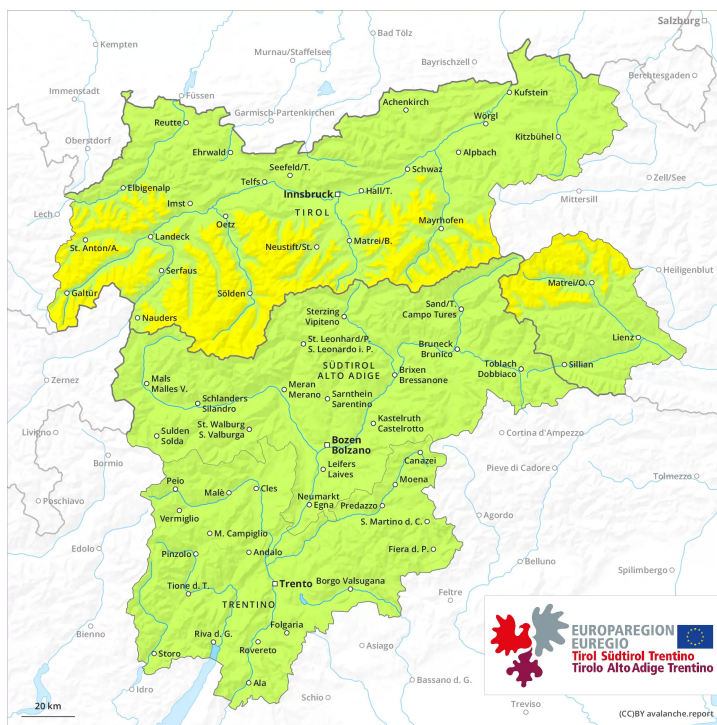 Salzburg
Kempten
Bad Tölz
Murnau/Staffelsee
Bayrischzell
Berchtesgaden
Immenstadt
Füssen
Kufstein
Garmisch-Partenkirchen
Achenkirch
Reutte
Wörgl
Oberstdorf
Kitzbühel
Ehrwald
Alpbach
Seefeld/T.
Schwaz
Zell/See
Elbigenalp
Telfs
Innsbruck
Hall/T.
Mittersill
Imst
TIROL
Lech
Oetz
Mayrhofen
St. Anton/A.
Landeck
Neustift/St.
Matrei/B.
Serfaus
Heiligenblut
Galtür
Sölden
Matrei/O.
Nauders
Sterzing
Vipiteno
Sand/T.
Campo Tures
Lienz
St. Leonhard/P.
S. Leonardo i. P.
Bruneck
Brunico
Toblach
Dobbiaco
Sillian
Zernez
Mals
Malles V.
SÜDTIROL
ALTO ADIGE
Brixen
Bressanone
Meran
Merano
Schlanders
Silandro
Sarnthein
Sarentino
Kastelruth
Castelrotto
Livigno
Sulden
Solda
St. Walburg
S. Valburga
Cortina d'Ampezzo
Bozen
Bolzano
Bormio
Canazei
Pieve di Cadore
Leifers
Laives
Tolmezzo
Poschiavo
Peio
Malè
Cles
Moena
Neumarkt
Egna
Predazzo
Vermiglio
Agordo
S. Martino d. C.
M. Campiglio
Edolo
Pinzolo
Andalo
Fiera d. P.
Belluno
Spilimbergo
Tione d. T.
Trento
Borgo Valsugana
Feltre
TRENTINO
Bienno
Folgaria
Riva d. G.
Rovereto
Asiago
Storo
Bassano d. G.
Idro
Ala
Schio
Treviso
EUROPAREGION
EUREGIO
Tirol Südtirol Trentino
Tirolo Alto Adige Trentino
20 km
(CC)BY avalanche.report